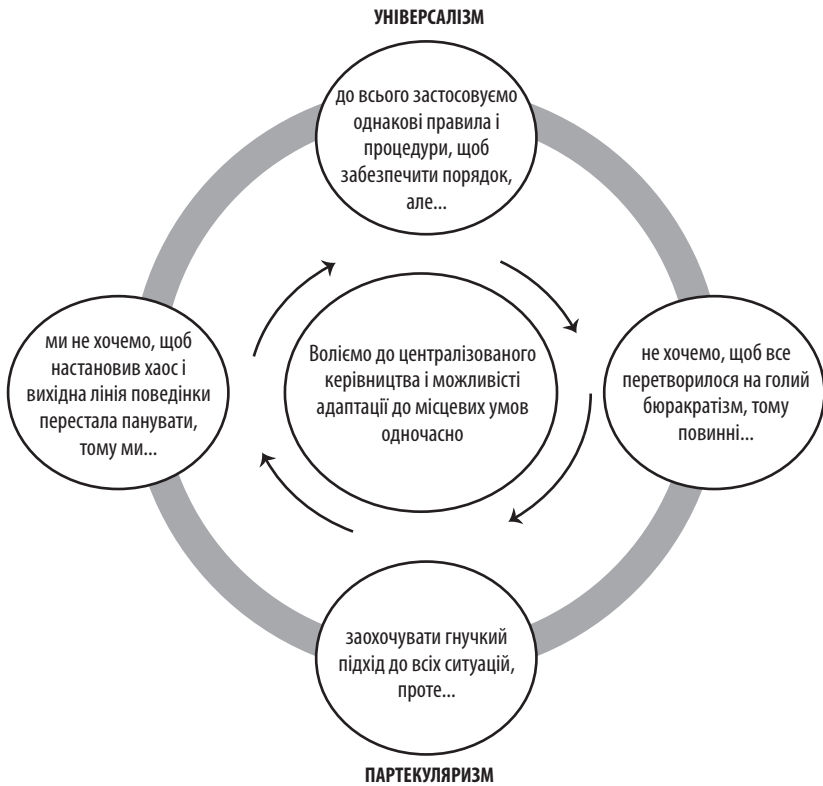 УНІВЕРСАЛІЗМ
до всього застосовуємо
однакові правила і
процедури, щоб
забезпечити порядок,
але...
ми не хочемо, щоб
настановив хаос і
вихідна лінія поведінки
перестала панувати,
тому ми...
Воліємо до централізованого
керівництва і можливісті
адаптації до місцевих умов
одночасно
не хочемо, щоб все
перетворилося на голий
бюракратізм, тому
повинні...
заохочувати гнучкий
підхід до всіх ситуацій,
проте...
ПАРТЕКУЛЯРИЗМ